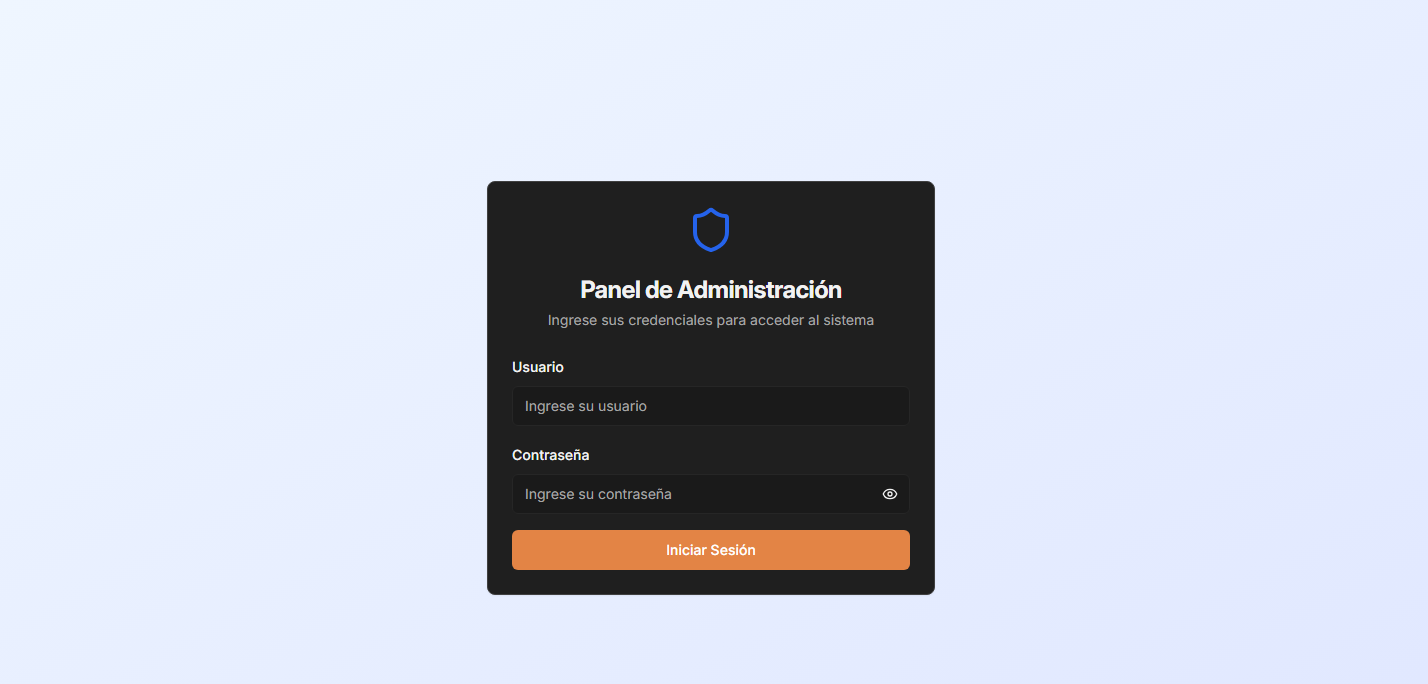 Panel de Administración
Ingrese sus credenciales para acceder al sistema
Usuario
Ingrese su usuario
Contraseña
Ingrese su contraseña
Iniciar Sesión